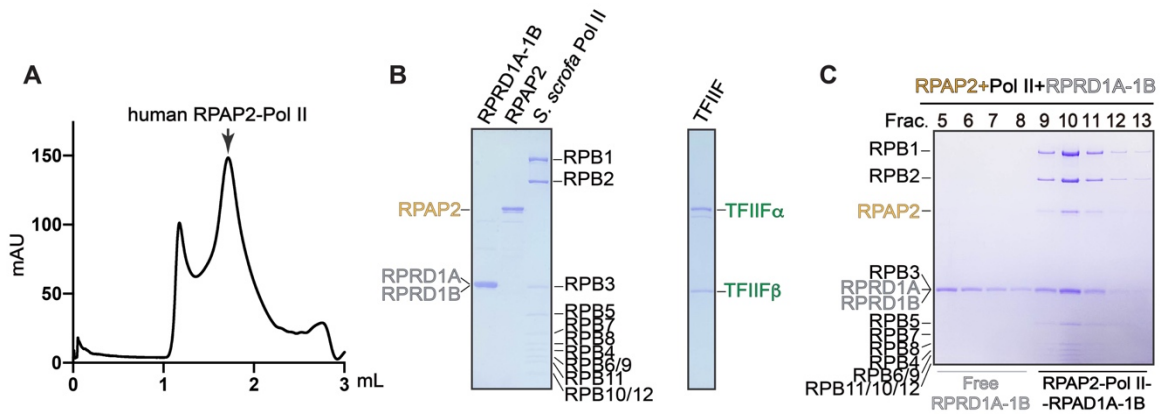 A
human RPAP2-Pol II
150
100
50
0
mAU
0
1
2
3
mL
B
RPRD1A-1B
RPAP2
S. scrofa Pol II
RPB1
RPB2
RPAP2
RPRD1A
RPRD1B
RPB3
RPB5
RPB7
RPB8
RPB4
RPB6/9
RPB11
RPB10/12
TFIIF
TFIIFα
TFIIFβ
C
RPAP2+Pol II+RPRD1A-1B
Frac. 5 6 7 8 9 10 11 12 13
RPB1
RPB2
RPAP2
RPB3
RPRD1A
RPRD1B
RPB5
RPB7
RPB8
RPB4
RPB6/9
RPB11/10/12
Free
RPRD1A-1B
RPAP2-Pol II-
-RPAD1A-1B